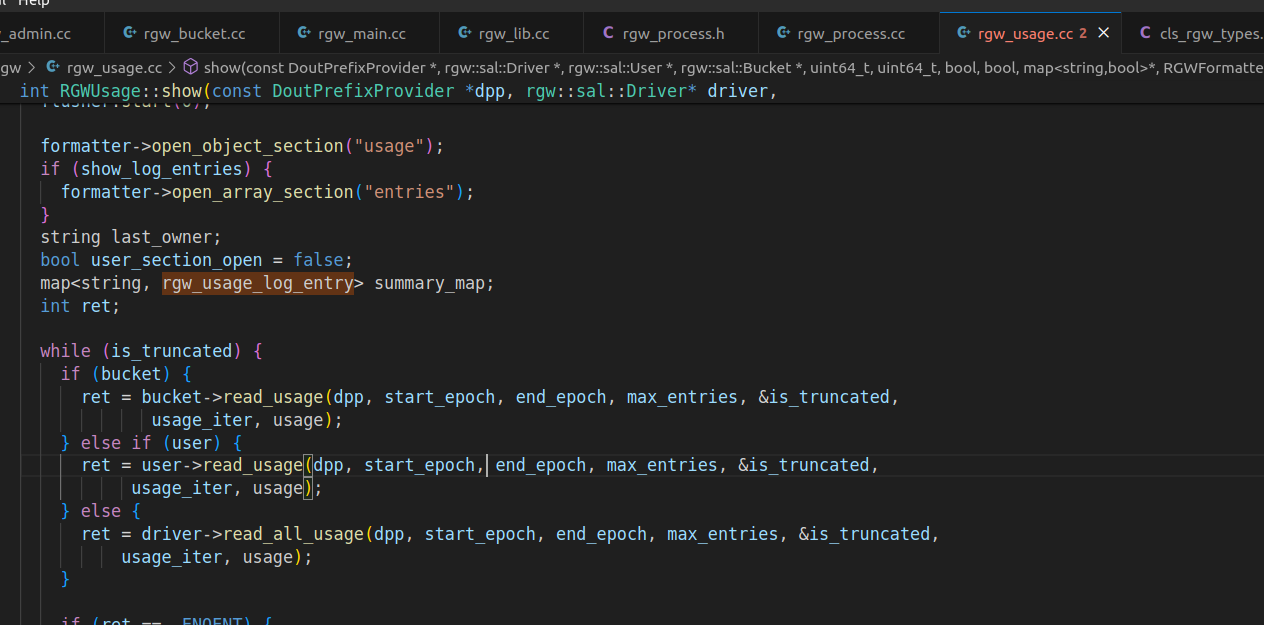 Help
_admin.cc rgw_bucket.cc rgw_main.cc rgw_lib.cc C rgw_process.h rgw_process.cc rgw_usage.cc 2 × C cls_rgw_types.
gw > rgw_usage.cc > show(const DoutPrefixProvider *, rgw::sal::Driver *, rgw::sal::User *, rgw::sal::Bucket *, uint64_t, uint64_t, bool, bool, map<string,bool>*, RGWFormatte
int RGWUsage::show(const DoutPrefixProvider *dpp, rgw::sal::Driver* driver,
flusher.start(0);
formatter->open_object_section("usage");
if (show_log_entries) {
formatter->open_array_section("entries");
}
string last_owner;
bool user_section_open = false;
map<string, rgw_usage_log_entry> summary_map;
int ret;
while (is_truncated) {
if (bucket) {
ret = bucket->read_usage(dpp, start_epoch, end_epoch, max_entries, &is_truncated,
usage_iter, usage);
} else if (user) {
ret = user->read_usage(dpp, start_epoch, end_epoch, max_entries, &is_truncated,
usage_iter, usage);
} else {
ret = driver->read_all_usage(dpp, start_epoch, end_epoch, max_entries, &is_truncated,
usage_iter, usage);
}
if (ret == -ENOENT) {